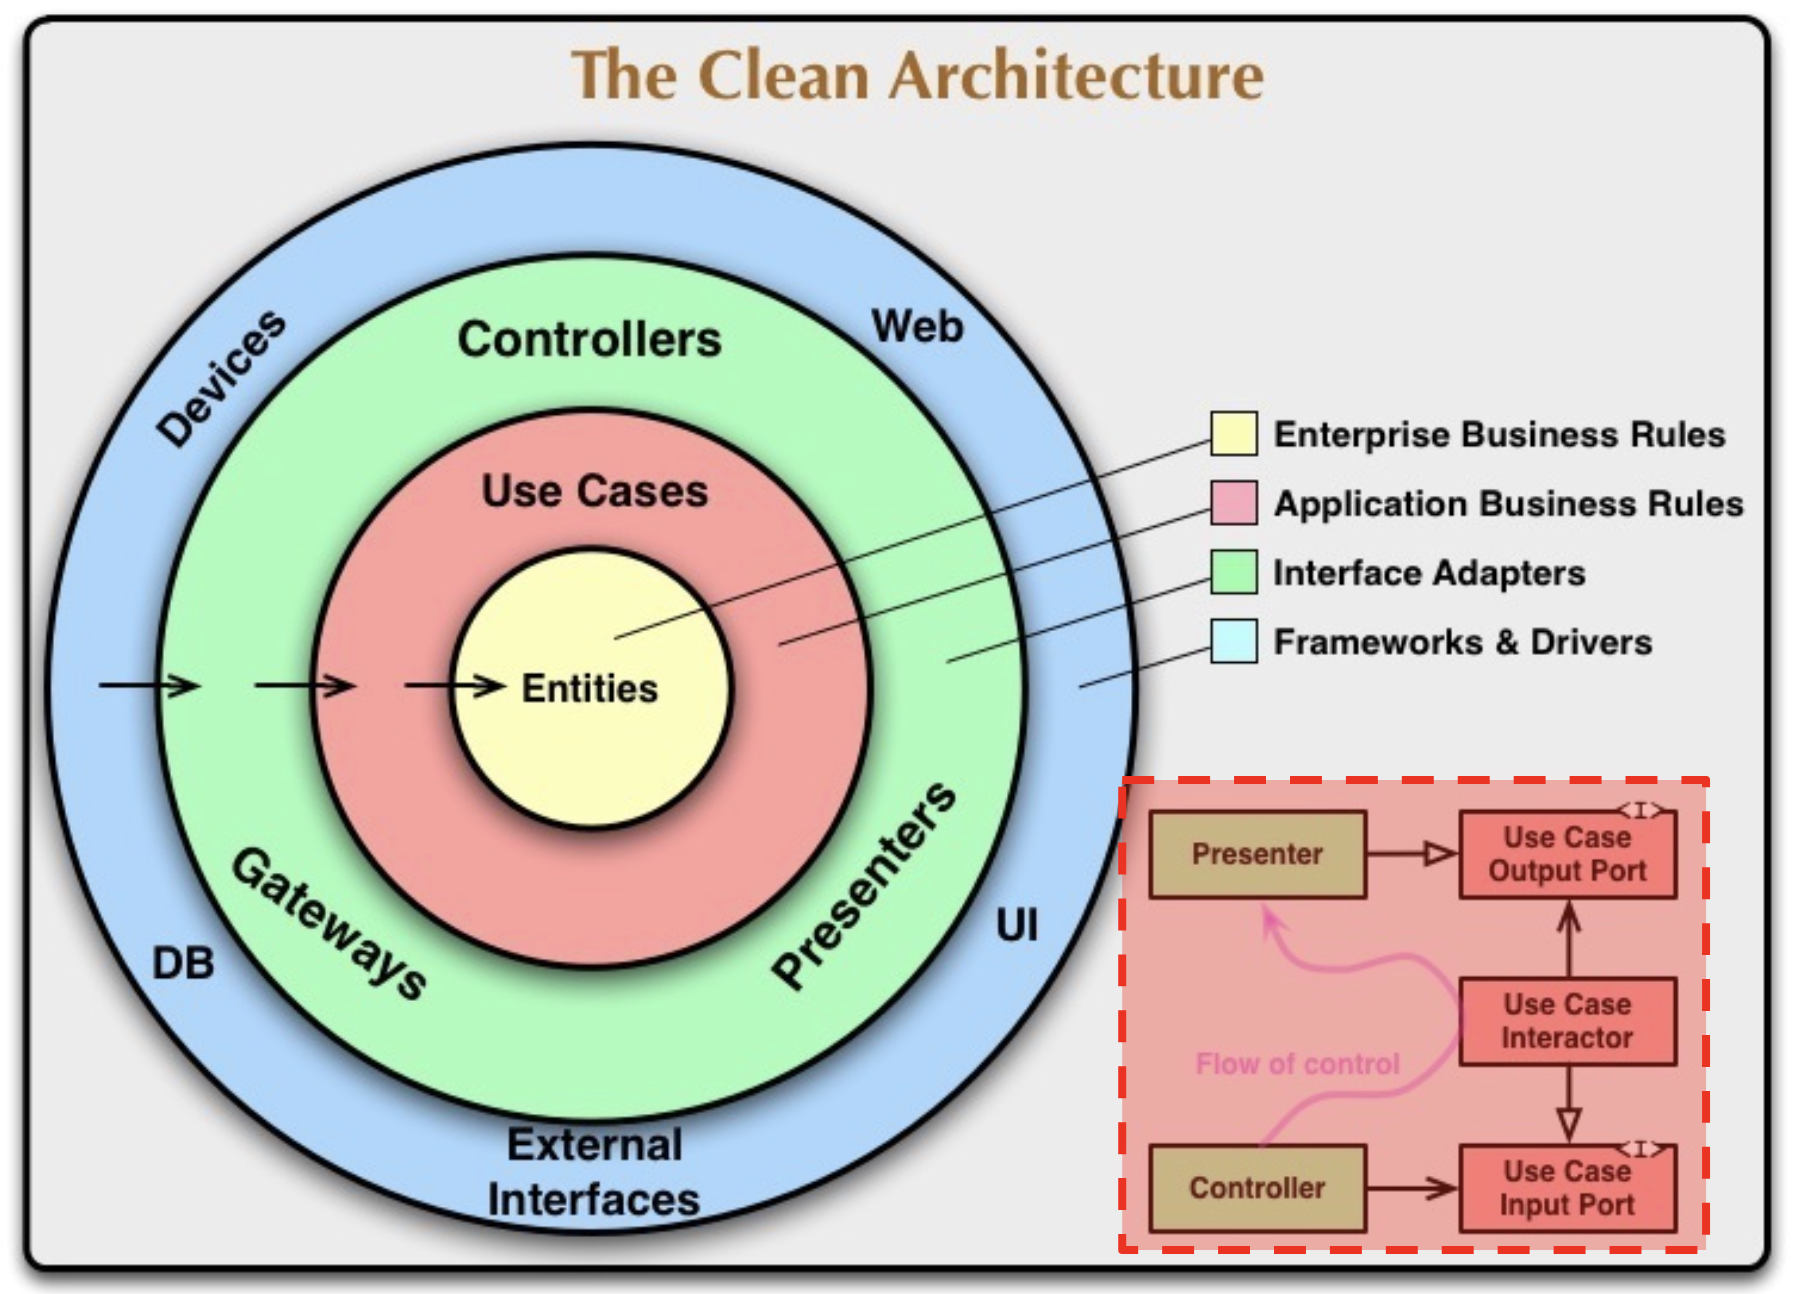 The Clean Architecture
Devices
Controllers
Web
Use Cases
Entities
Gateways
Presenters
DB
UI
External
Interfaces
Enterprise Business Rules
Application Business Rules
Interface Adapters
Frameworks & Drivers
Presenter
<I>
Use Case
Output Port
Use Case
Interactor
Flow of control
Controller
<I>
Use Case
Input Port